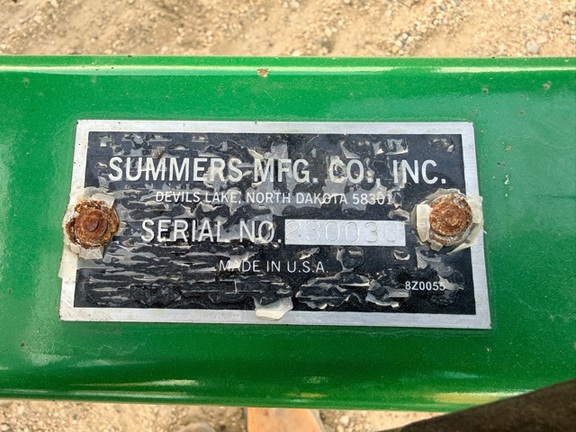 SUMMERS MFG. CO., INC.
DEVILS LAKE, NORTH DAKOTA 58301
SERIAL NO.
MADE IN U.S.A.
8Z0055